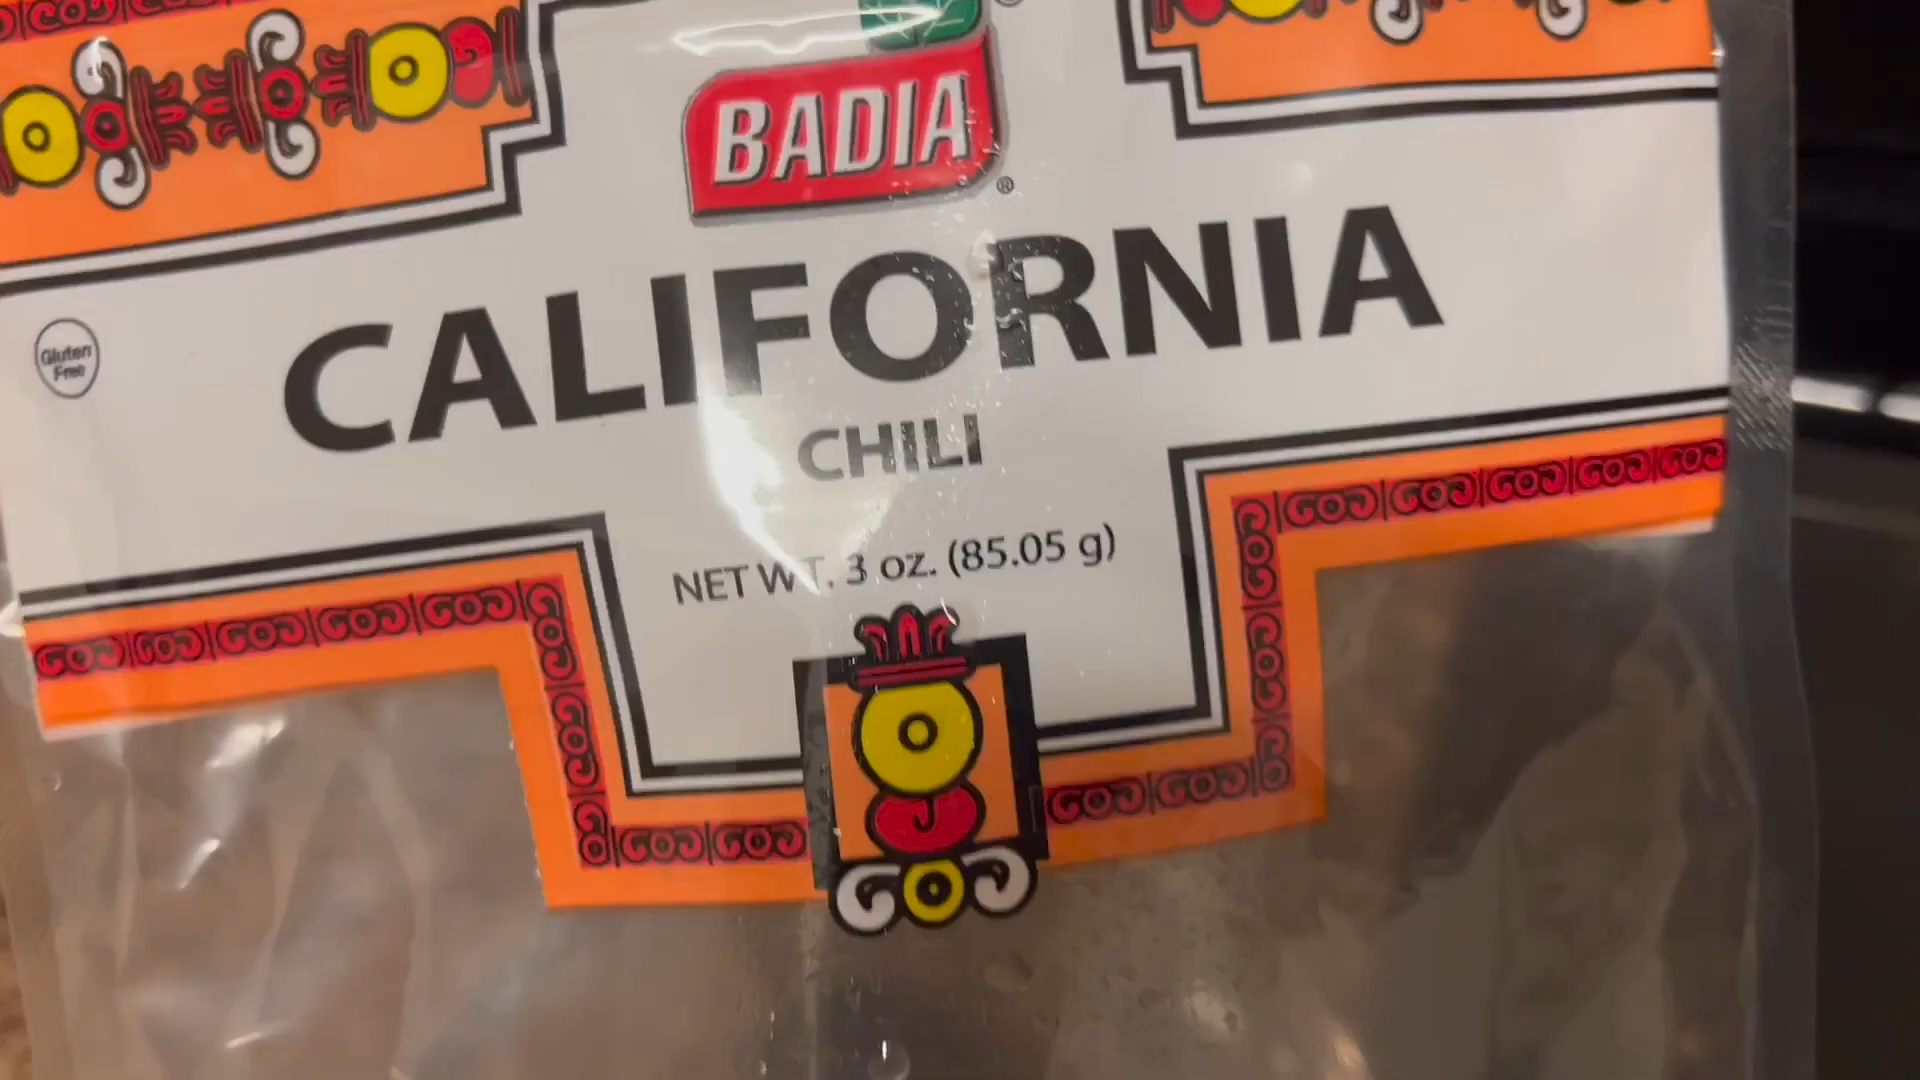 BADIA
®
CALIFORNIA
Gluten
Free
CHILI
NET WT. 3 oz. (85.05 g)